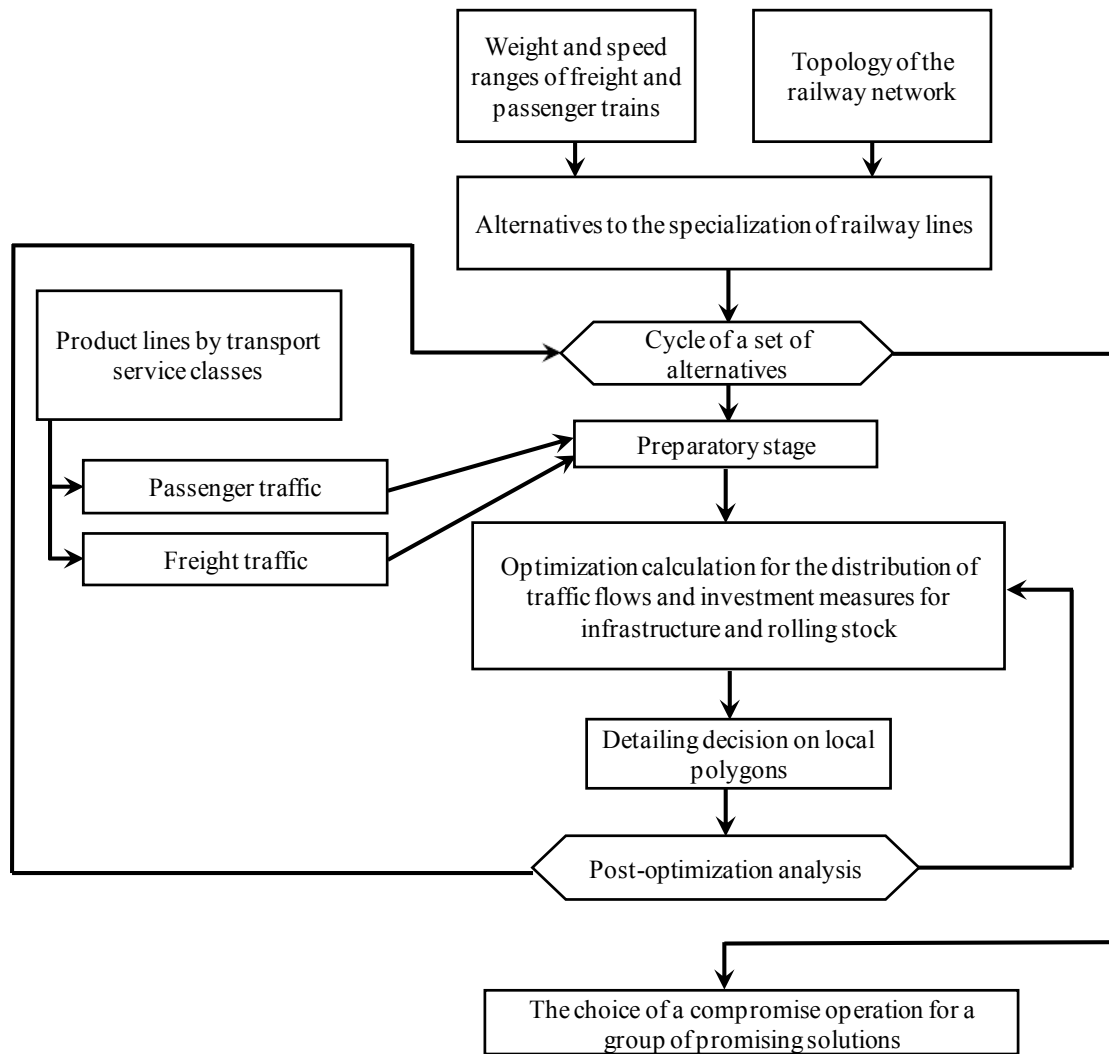 Weight and speed
ranges of freight and
passenger trains
Topology of the
railway network
Alternatives to the specialization of railway lines
Product lines by transport
service classes
Cycle of a set of
alternatives
Preparatory stage
Passenger traffic
Freight traffic
Optimization calculation for the distribution of
traffic flows and investment measures for
infrastructure and rolling stock
Detailing decision on local
polygons
Post-optimization analysis
The choice of a compromise operation for a
group of promising solutions